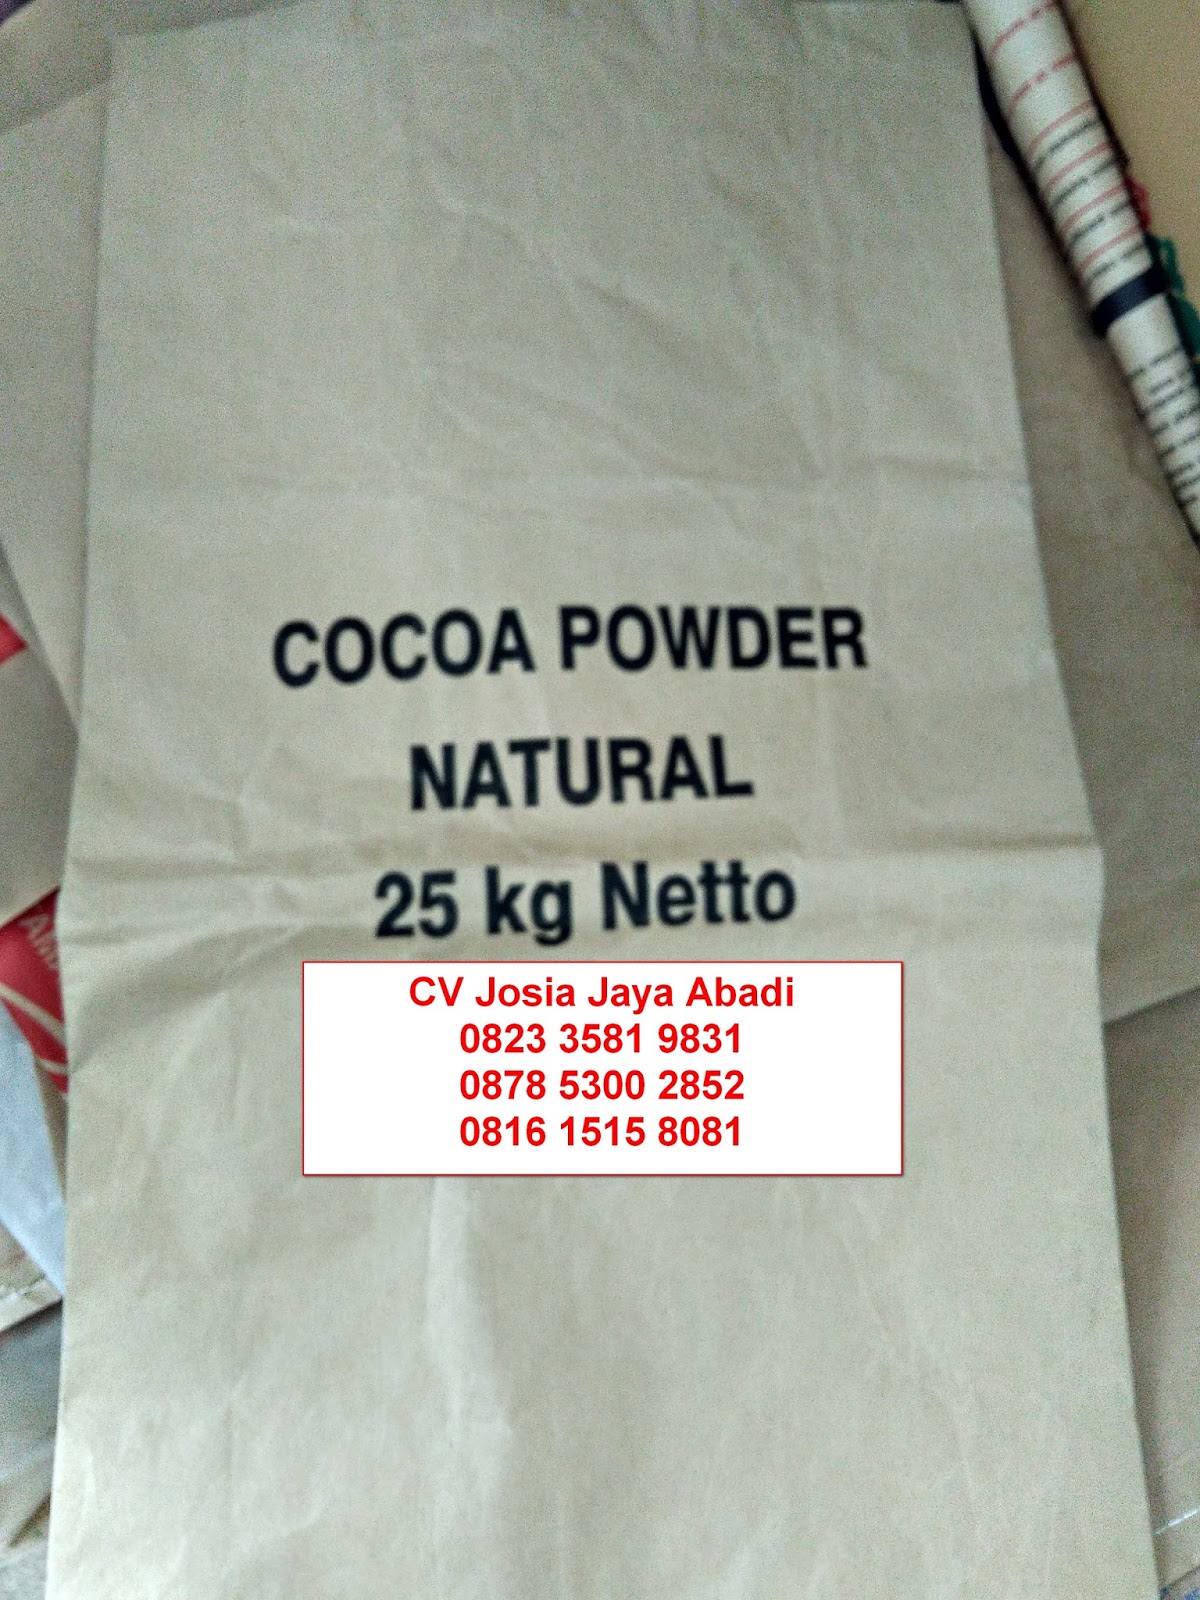 COCOA POWDER
NATURAL
25 kg Netto
CV Josia Jaya Abadi
0823 3581 9831
0878 5300 2852
0816 1515 8081